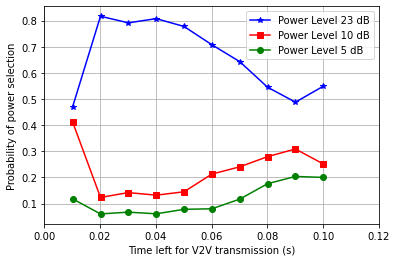 Power Level 23 dB
Power Level 10 dB
Power Level 5 dB
Probability of power selection
0.8
0.7
0.6
0.5
0.4
0.3
0.2
0.1
0.00 0.02 0.04 0.06 0.08 0.10 0.12
Time left for V2V transmission (s)